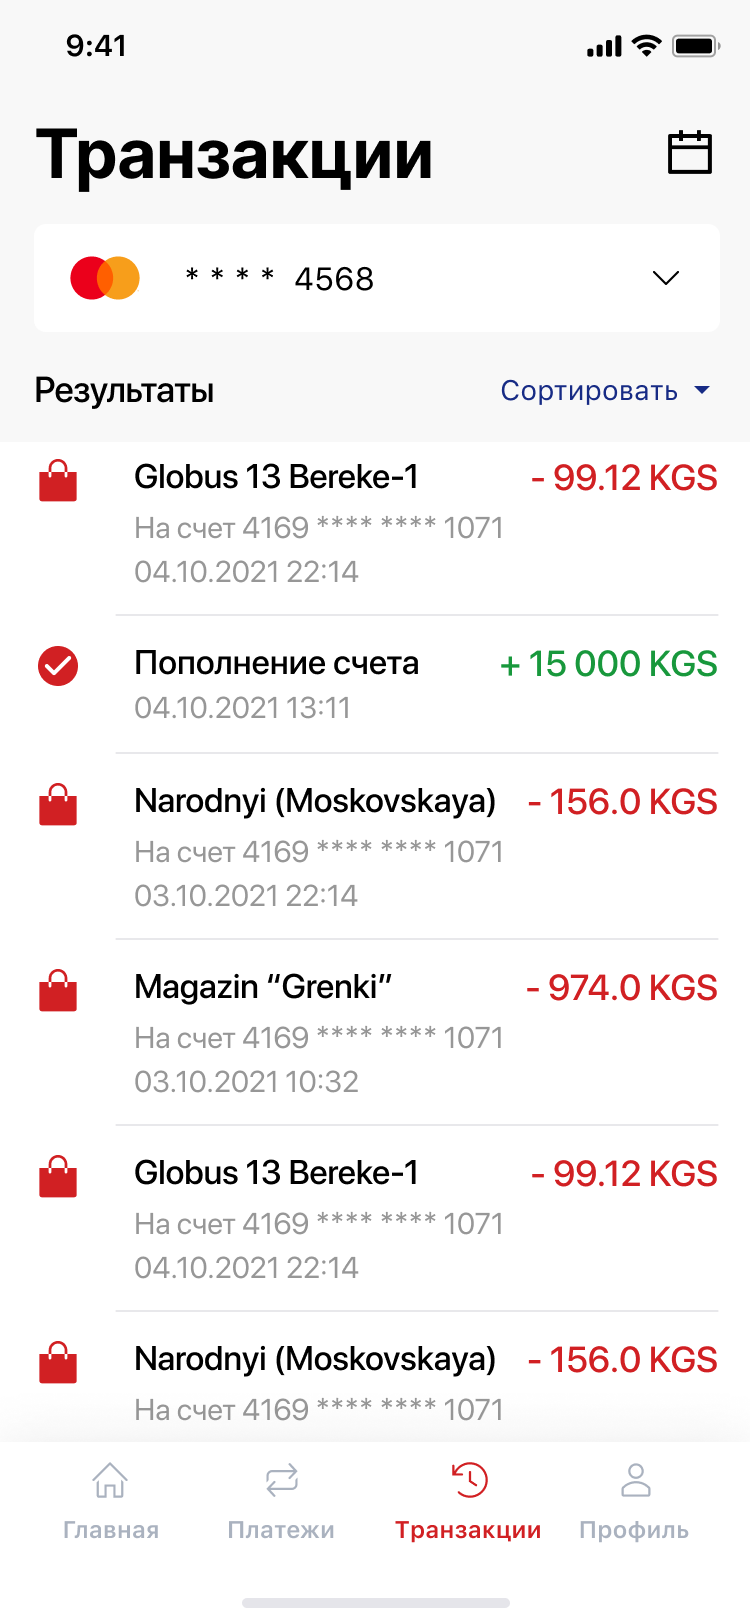 9:41
Транзакции
* * * * 4568
Результаты
Сортировать
Globus 13 Bereke-1
- 99.12 KGS
На счет 4169 **** **** 1071
04.10.2021 22:14
Пополнение счета
+ 15 000 KGS
04.10.2021 13:11
Narodnyi (Moskovskaya)
- 156.0 KGS
На счет 4169 **** **** 1071
03.10.2021 22:14
Magazin “Grenki”
- 974.0 KGS
На счет 4169 **** **** 1071
03.10.2021 10:32
Globus 13 Bereke-1
- 99.12 KGS
На счет 4169 **** **** 1071
04.10.2021 22:14
Narodnyi (Moskovskaya)
- 156.0 KGS
На счет 4169 **** **** 1071
Главная
Платежи
Транзакции
Профиль